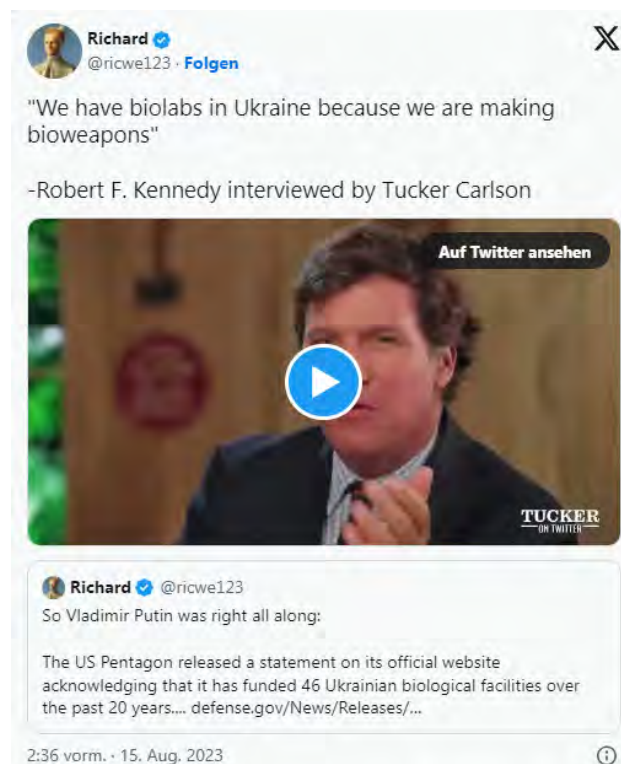 Richard
@ricwe123 · Folgen
"We have biolabs in Ukraine because we are making
bioweapons"
-Robert F. Kennedy interviewed by Tucker Carlson
Auf Twitter ansehen
TUCKER
ON TWITTER
Richard @ricwe123
So Vladimir Putin was right all along:
The US Pentagon released a statement on its official website
acknowledging that it has funded 46 Ukrainian biological facilities over
the past 20 years.... defense.gov/News/Releases/...
2:36 vorm. · 15. Aug. 2023